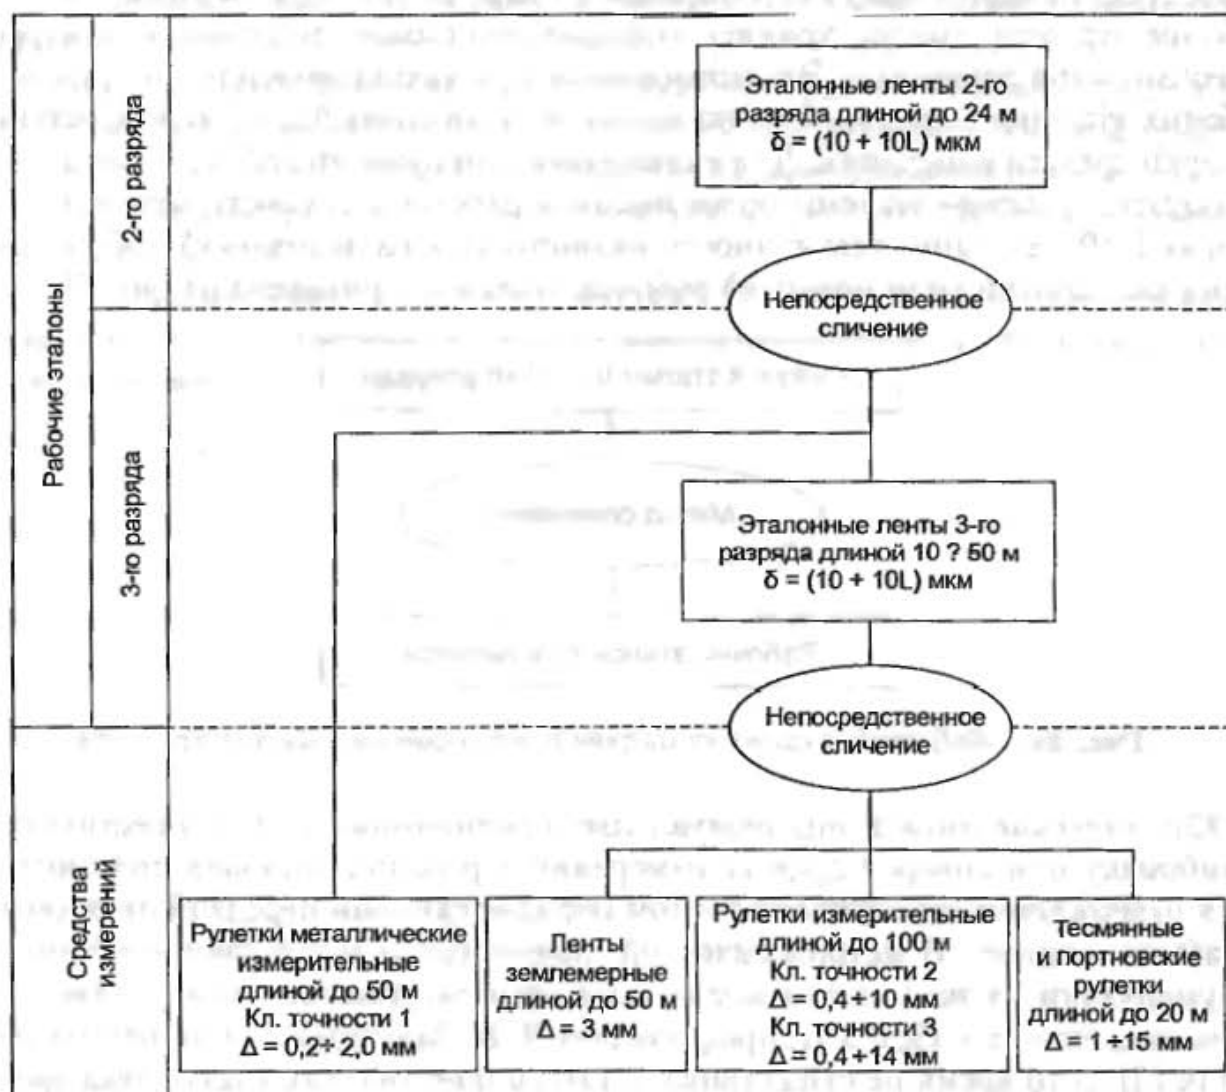 Рабочие эталоны
2-го разряда
Эталонные ленты 2-го
разряда длиной до 24 м
δ = (10 + 10L) мкм
Непосредственное
сличение
3-го разряда
Эталонные ленты 3-го
разряда длиной 10 ? 50 м
δ = (10 + 10L) мкм
Непосредственное
сличение
Средства
измерений
Рулетки металлические
измерительные
длиной до 50 м
Кл. точности 1
Δ = 0,2÷ 2,0 мм
Ленты
землемерные
длиной до 50 м
Δ = 3 мм
Рулетки измерительные
длиной до 100 м
Кл. точности 2
Δ = 0,4+10 мм
Кл. точности 3
Δ = 0,4+14 мм
Тесмянные
и портновские
рулетки
длиной до 20 м
Δ = 1 +15 мм